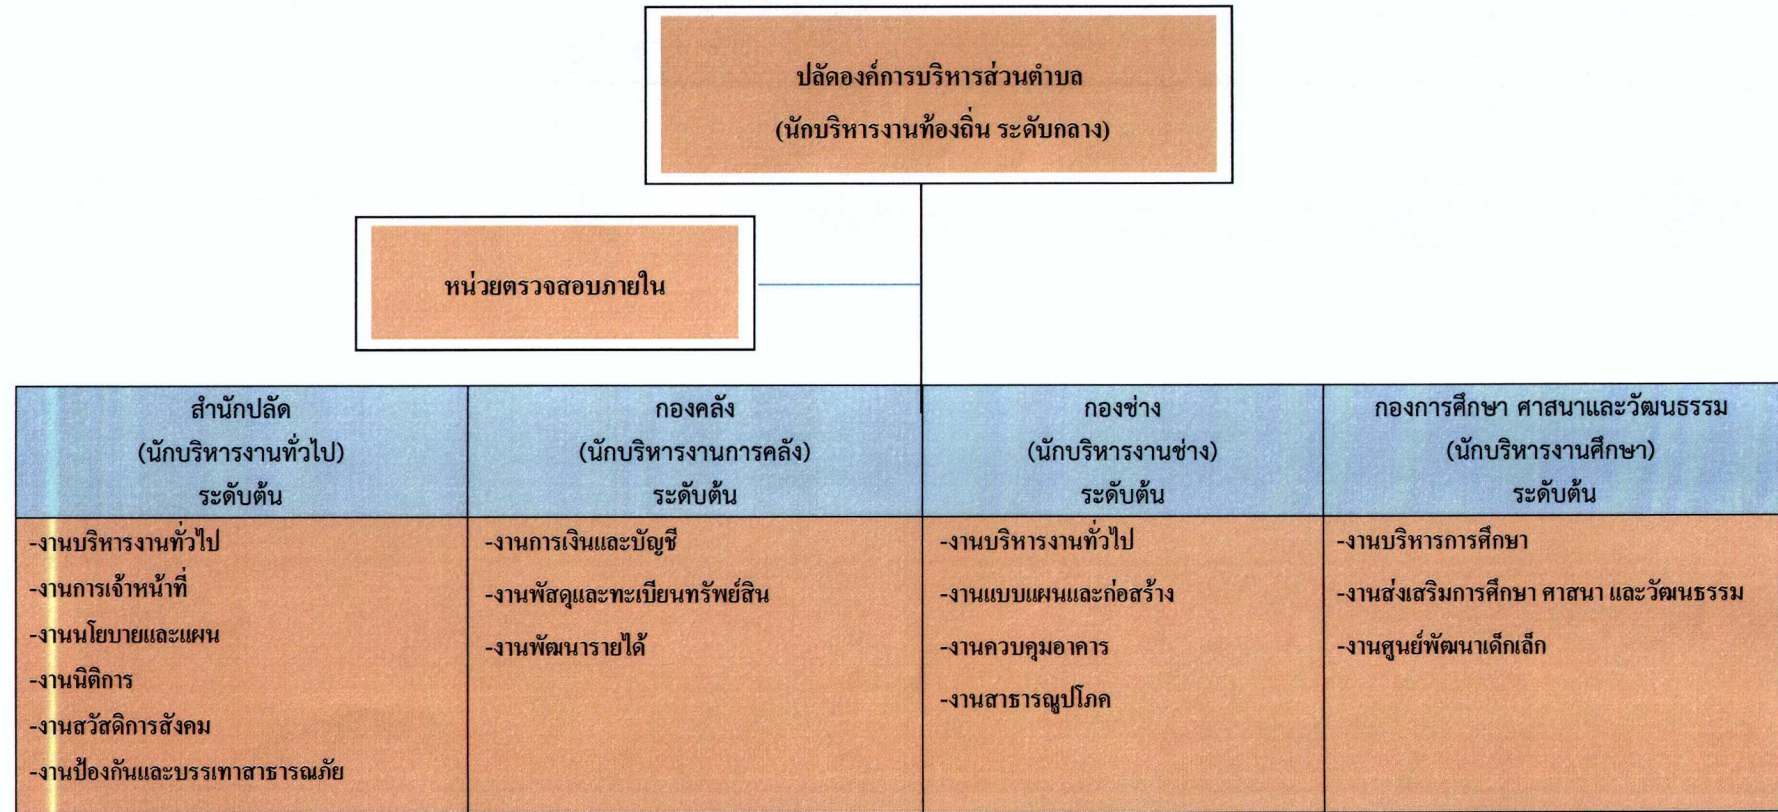 ปลัดองค์การบริหารส่วนตำบล
(นักบริหารงานท้องถิ่น ระดับกลาง)
หน่วยตรวจสอบภายใน
สำนักปลัด
(นักบริหารงานทั่วไป)
ระดับต้น
กองคลัง
(นักบริหารงานการคลัง)
ระดับต้น
กองช่าง
(นักบริหารงานช่าง)
ระดับต้น
กองการศึกษา ศาสนาและวัฒนธรรม
(นักบริหารงานศึกษา)
ระดับต้น
-งานบริหารงานทั่วไป
-งานการเจ้าหน้าที่
-งานนโยบายและแผน
-งานนิติการ
-งานสวัสดิการสังคม
-งานป้องกันและบรรเทาสาธารณภัย
-งานการเงินและบัญชี
-งานพัสดุและทะเบียนทรัพย์สิน
-งานพัฒนารายได้
-งานบริหารงานทั่วไป
-งานแบบแผนและก่อสร้าง
-งานควบคุมอาคาร
-งานสาธารณูปโภค
-งานบริหารการศึกษา
-งานส่งเสริมการศึกษา ศาสนา และวัฒนธรรม
-งานศูนย์พัฒนาเด็กเล็ก